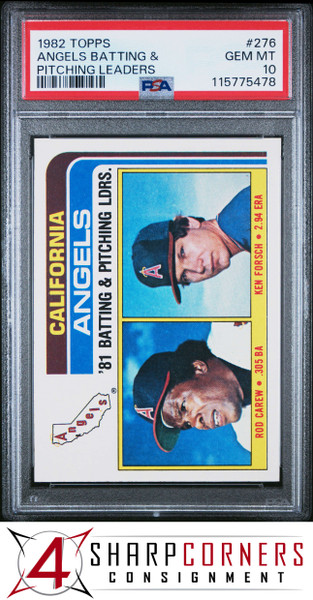 1982 TOPPS #276
ANGELS BATTING & GEM MT
PITCHING LEADERS 10
PSA 115775478
CALIFORNIA
ANGELS
'81 BATTING & PITCHING LDRS.
Angels ®
A
KEN FORSCH • 2.94 ERA
A
ROD CAREW • .305 BA
4 SHARPCORNERS
CONSIGNMENT